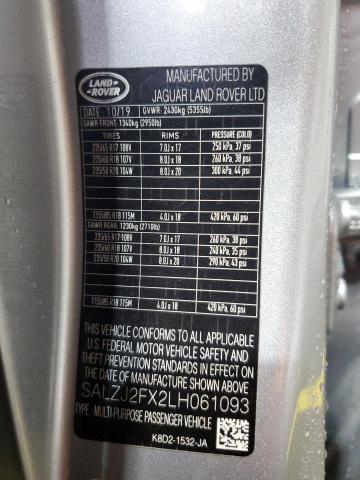 LAND
ROVER
MANUFACTURED BY
JAGUAR LAND ROVER LTD
DATE 10/19 GVWR: 2430kg (5355lb)
GAWR FRONT: 1340kg (2950lb)
TIRES RIMS PRESSURE (COLD)
235/65 R17 108V 7.0J x 17 250 kPa, 37 psi
235/60 R18 107V 8.0J x 18 260 kPa, 38 psi
235/50 R20 104W 8.0J x 20 300 kPa, 44 psi
T155/85 R18 115M 4.0J x 18 420 kPa, 60 psi
GAWR REAR: 1230kg (2710lb)
235/65 R17 108V 7.0J x 17 260 kPa, 38 psi
235/60 R18 107V 8.0J x 18 240 kPa, 35 psi
235/50 R20 104W 8.0J x 20 290 kPa, 43 psi
T155/85 R18 115M 4.0J x 18 420 kPa, 60 psi
THIS VEHICLE CONFORMS TO ALL APPLICABLE
U.S FEDERAL MOTOR VEHICLE SAFETY AND
THEFT PREVENTION STANDARDS IN EFFECT ON
THE DATE OF MANUFACTURE SHOWN ABOVE.
SALZJ2FX2LH061093
TYPE: MULTI-PURPOSE PASSENGER VEHICLE
K8D2-1532-JA